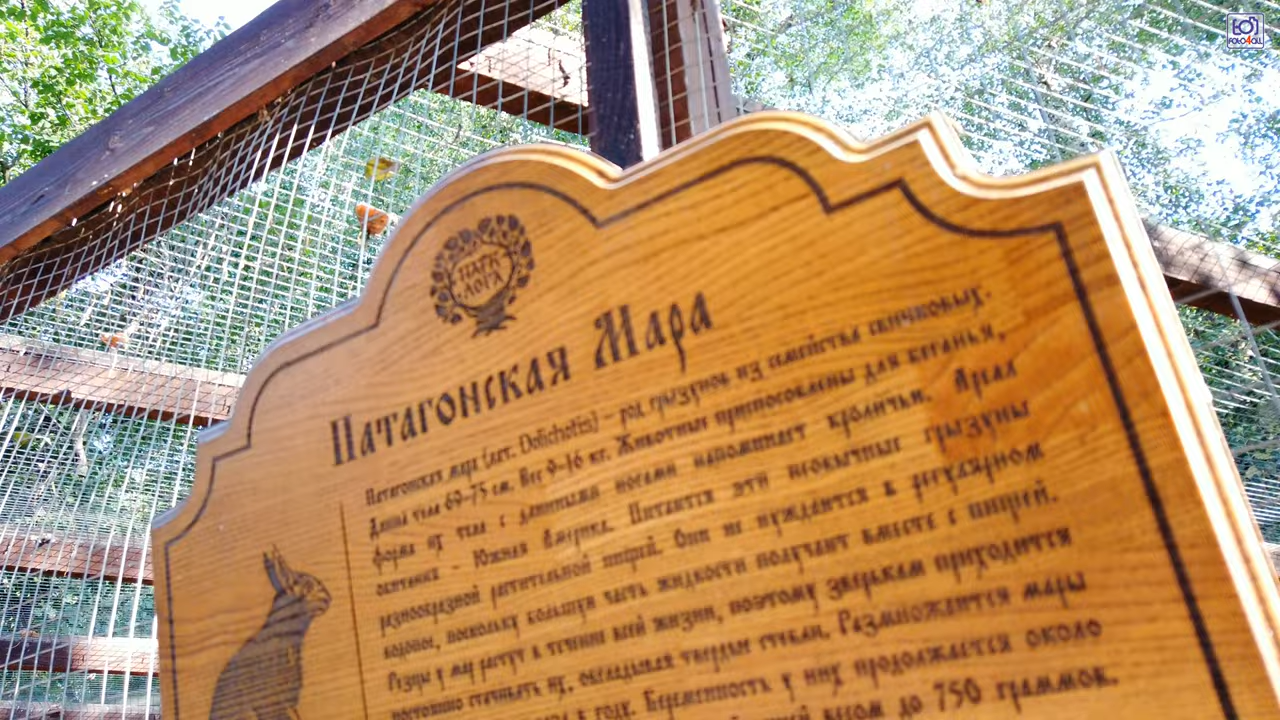 FOTO4ALL
ПАРК
ЛОГА
Патагонская Мара
Патагонская мара (лат. Dolichotis) – род грызунов из семейства свинковых.
Длина тела 69-75 см. Вес 9-16 кг. Животные приспособлены для беганья,
форма их тела с длинными ногами напоминает кроличьи. Ареал
обитания - Южная Америка. Питаются эти необычные грызуны
разнообразной растительной пищей. Они не нуждаются в регулярном
водопое, поскольку большую часть жидкости получают вместе с пищей.
Резцы у мар растут в течение всей жизни, поэтому зверькам приходится
постоянно стачивать их, обкладывая твердые стебли. Размножаются мары
в году. Беременность у них продолжается около
весом до 750 граммов.